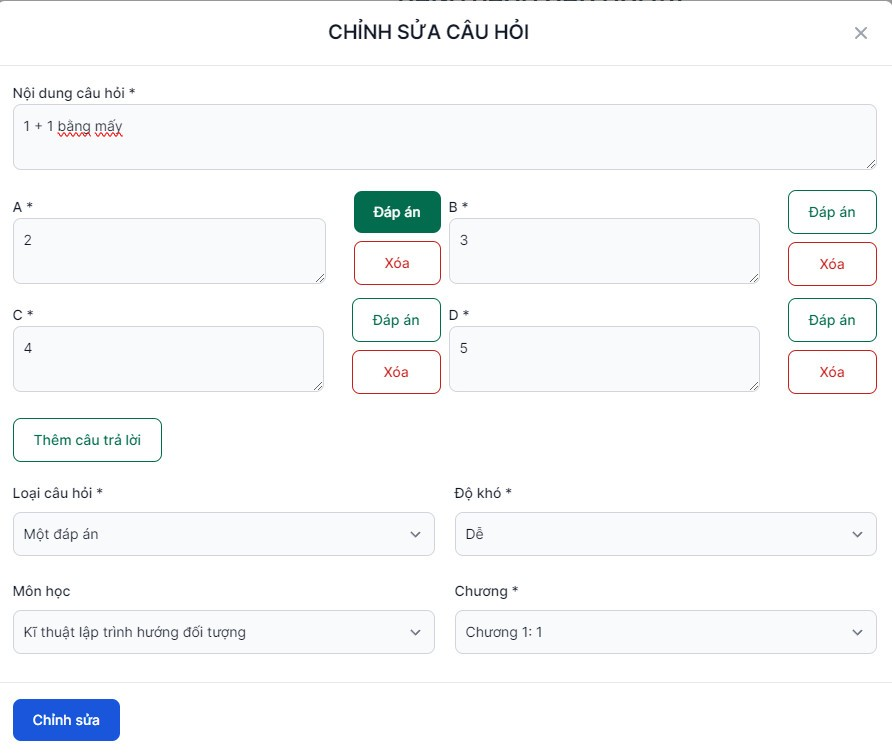 CHỈNH SỬA CÂU HỎI
Nội dung câu hỏi *
1 + 1 bằng mấy
A *
Đáp án
B *
Đáp án
2
3
Xóa
Xóa
C *
Đáp án
D *
Đáp án
4
5
Xóa
Xóa
Thêm câu trả lời
Loại câu hỏi *
Độ khó *
Một đáp án
Dễ
Môn học
Chương *
Kĩ thuật lập trình hướng đối tượng
Chương 1: 1
Chỉnh sửa